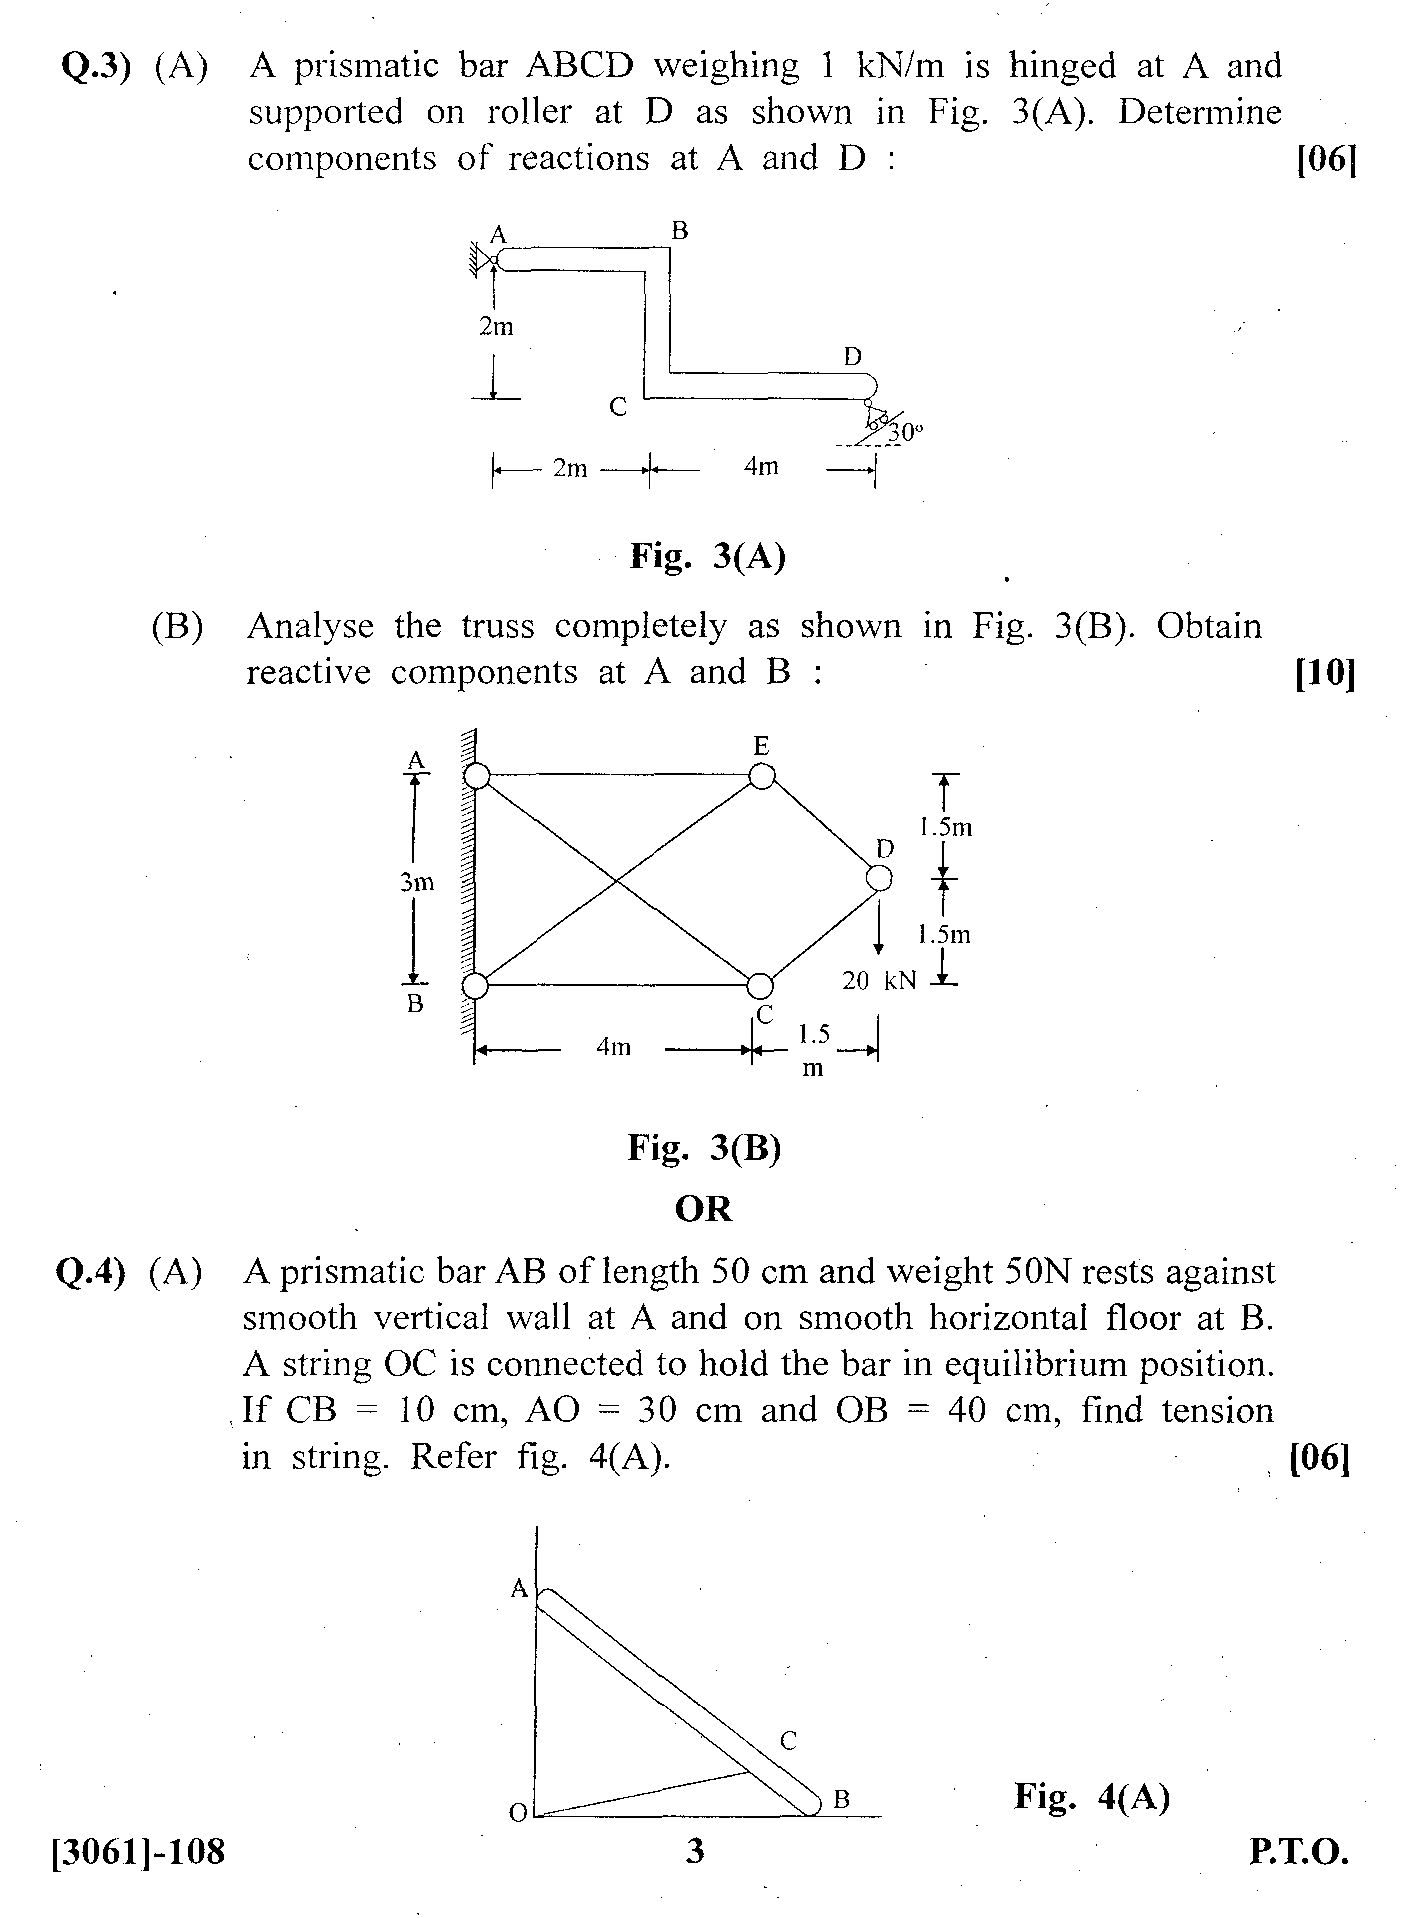 Q.3) (A) A prismatic bar ABCD weighing 1 kN/m is hinged at A and
supported on roller at D as shown in Fig. 3(A). Determine
components of reactions at A and D : [06]
A
B
2m
D
C
30°
2m
4m
Fig. 3(A)
(B) Analyse the truss completely as shown in Fig. 3(B). Obtain
reactive components at A and B : [10]
E
A
1.5m
D
3m
1.5m
20 kN
B
C
4m
1.5
m
Fig. 3(B)
OR
Q.4) (A) A prismatic bar AB of length 50 cm and weight 50N rests against
smooth vertical wall at A and on smooth horizontal floor at B.
A string OC is connected to hold the bar in equilibrium position.
If CB = 10 cm, AO = 30 cm and OB = 40 cm, find tension
in string. Refer fig. 4(A). [06]
A
C
B
O
Fig. 4(A)
[3061]-108 3 P.T.O.